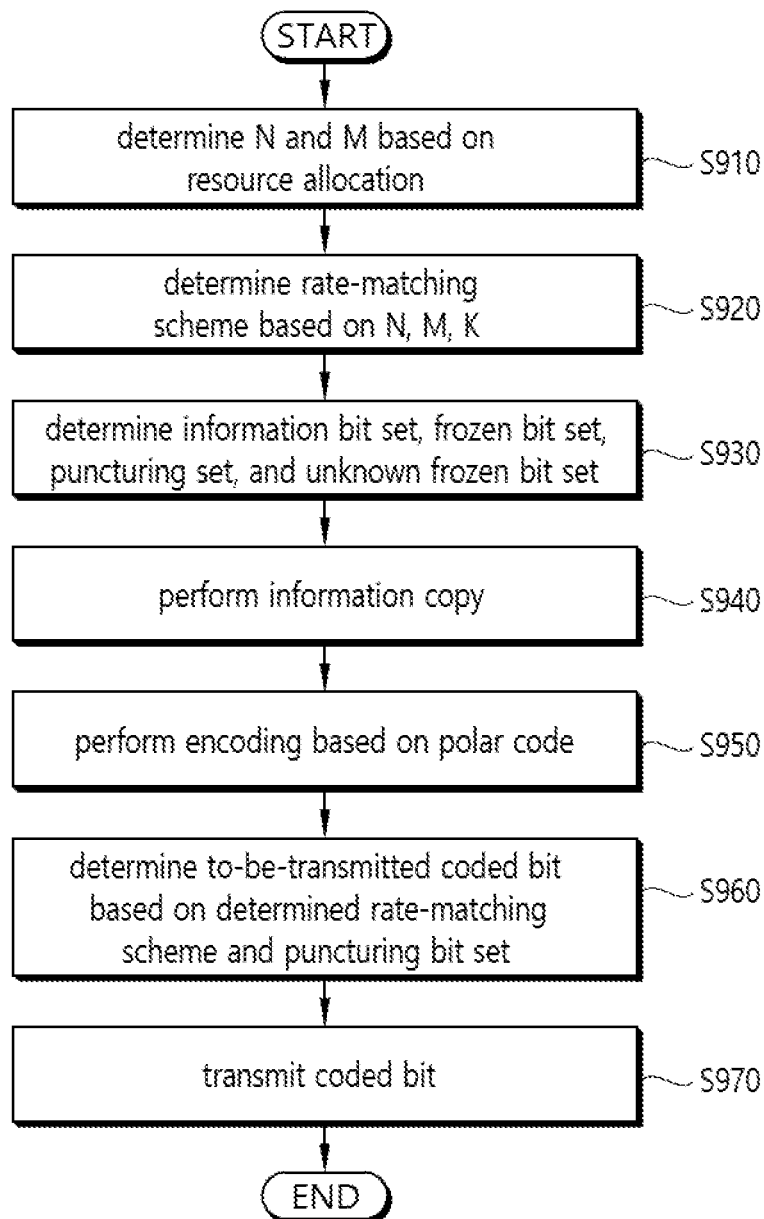 START
determine N and M based on
resource allocation
S910
determine rate-matching
scheme based on N, M, K
S920
determine information bit set, frozen bit set,
puncturing set, and unknown frozen bit set
S930
perform information copy
S940
perform encoding based on polar code
S950
determine to-be-transmitted coded bit
based on determined rate-matching
scheme and puncturing bit set
S960
transmit coded bit
S970
END